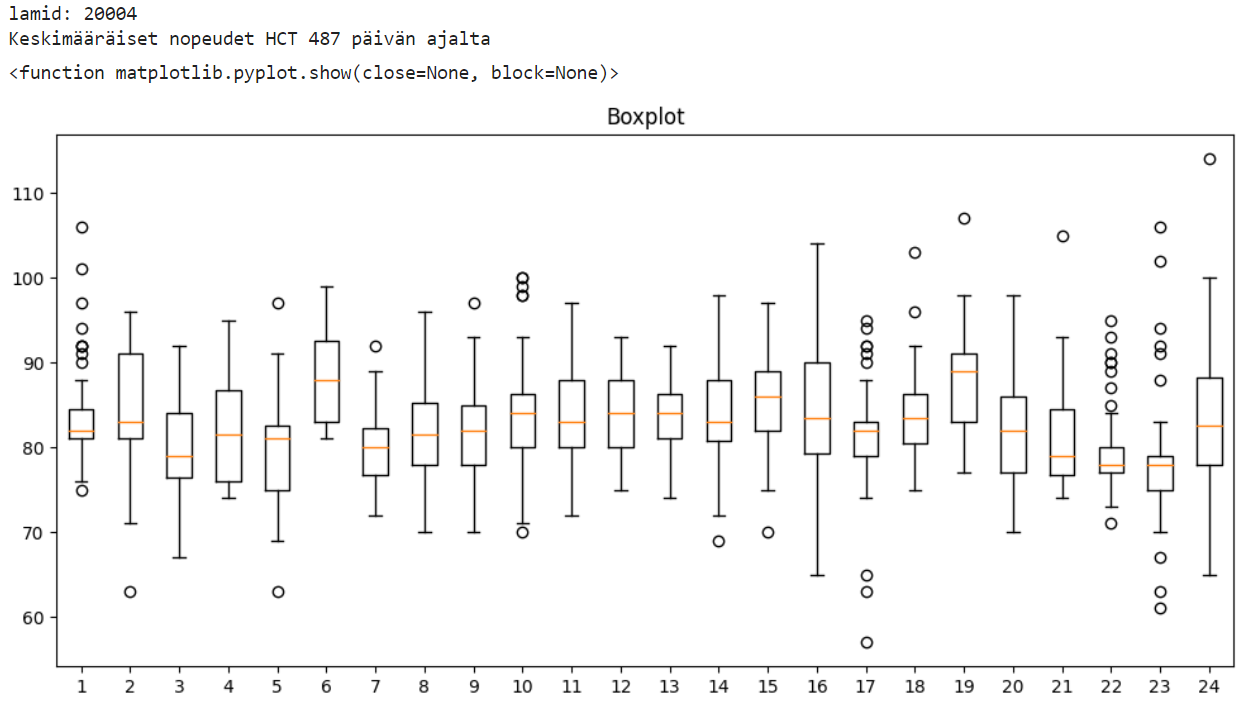 lamid: 20004
Keskimääräiset nopeudet HCT 487 päivän ajalta
<function matplotlib.pyplot.show(close=None, block=None)>
Boxplot
110
100
90
80
70
60
1 2 3 4 5 6 7 8 9 10 11 12 13 14 15 16 17 18 19 20 21 22 23 24